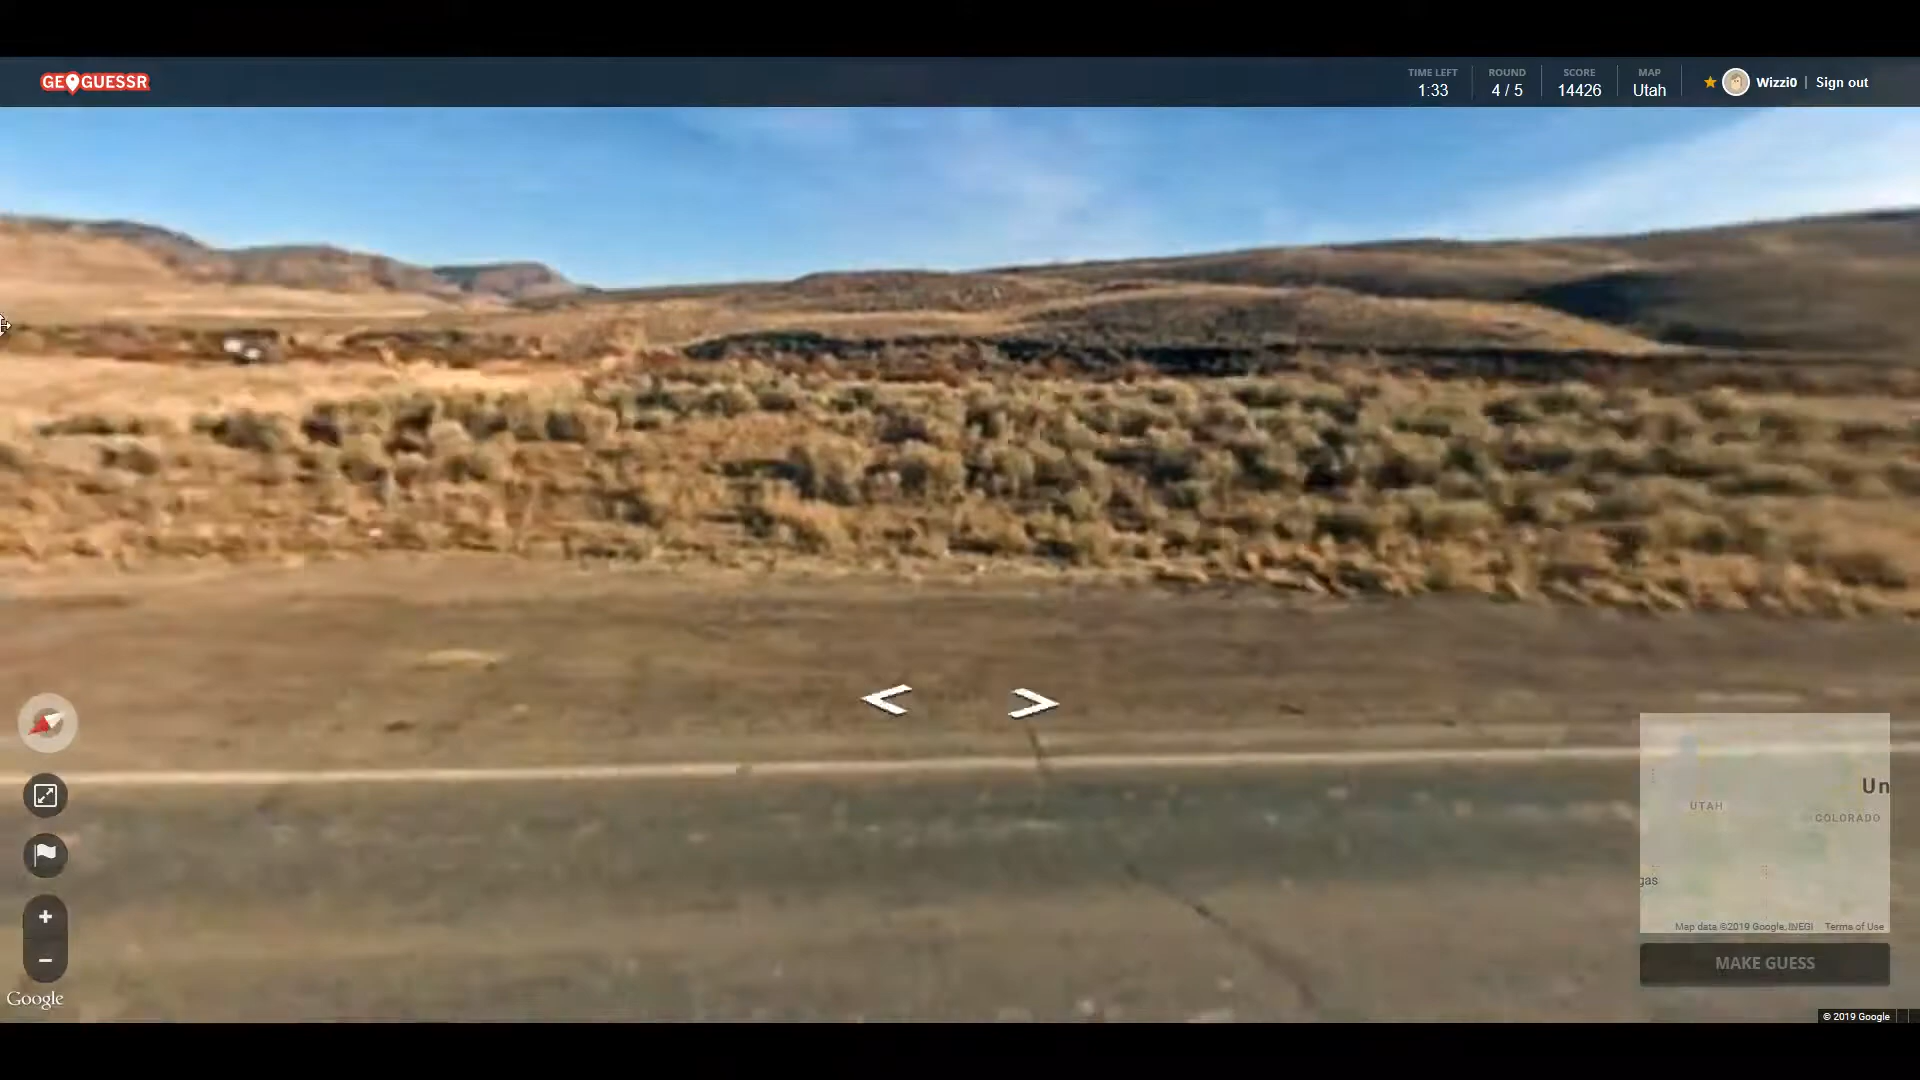 GEOGUESSR
TIME LEFT
1:33
ROUND
4 / 5
SCORE
14426
MAP
Utah
Wizzi0 | Sign out
Un
UTAH
COLORADO
gas
Map data ©2019 Google, INEGI
Terms of Use
MAKE GUESS
Google
© 2019 Google